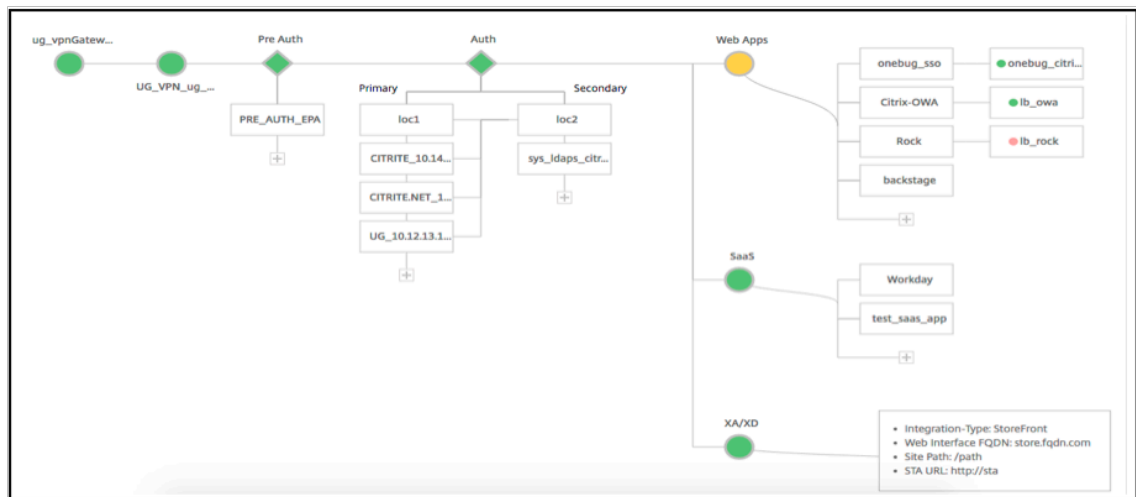 ug_vpnGatew...
UG_VPN_ug_...
Pre Auth
PRE_AUTH_EPA
Auth
Primary
Secondary
loc1
loc2
CITRITE_10.14...
sys_ldaps_citr...
CITRITE.NET_1...
UG_10.12.13.1...
Web Apps
onebug_sso
onebug_citri...
Citrix-OWA
lb_owa
Rock
lb_rock
backstage
SaaS
Workday
test_saas_app
XA/XD
• Integration-Type: StoreFront
• Web Interface FQDN: store.fqdn.com
• Site Path: /path
• STA URL: http://sta